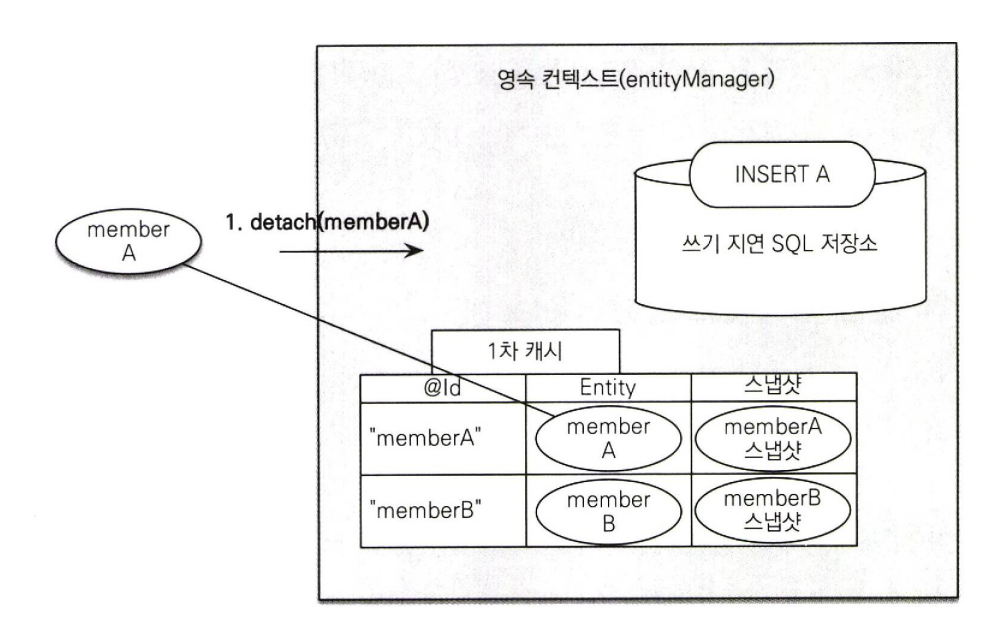 영속 컨텍스트(entityManager)
INSERT A
쓰기 지연 SQL 저장소
member
A
1. detach(memberA)
1차 캐시
@Id
Entity
스냅샷
"memberA"
member
A
memberA
스냅샷
"memberB"
member
B
memberB
스냅샷